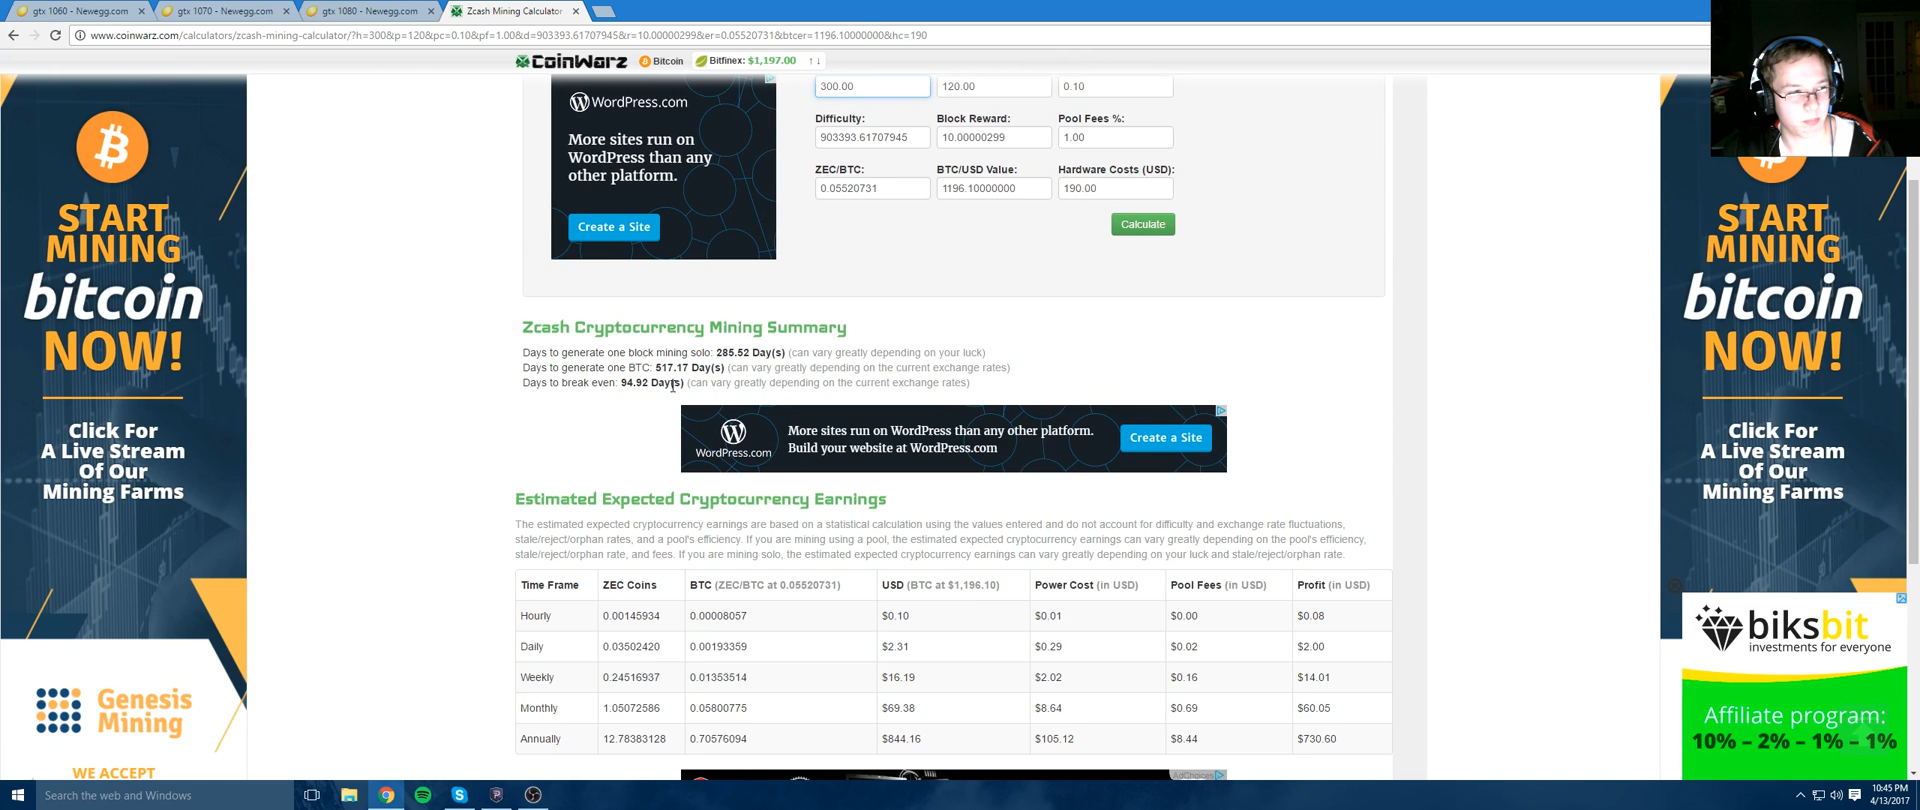 gtx 1060 - Newegg.com
gtx 1070 - Newegg.com
gtx 1080 - Newegg.com
Zcash Mining Calculator
www.coinwarz.com/calculators/zcash-mining-calculator/?h=300&p=120&pc=0.10&pf=1.00&d=903393.61707945&r=10.00000299&er=0.05520731&btcer=1196.10000000&hc=190
CoinWarz
Bitcoin
Bitfinex: $1,197.00
WordPress.com
More sites run on
WordPress than any
other platform.
Create a Site
300.00
120.00
0.10
Difficulty:
Block Reward:
Pool Fees %:
903393.61707945
10.00000299
1.00
ZEC/BTC:
BTC/USD Value:
Hardware Costs (USD):
0.05520731
1196.10000000
190.00
Calculate
START
MINING
bitcoin
NOW!
Click For
A Live Stream
Of Our
Mining Farms
Genesis
Mining
WE ACCEPT
Zcash Cryptocurrency Mining Summary
Days to generate one block mining solo: 285.52 Day(s) (can vary greatly depending on your luck)
Days to generate one BTC: 517.17 Day(s) (can vary greatly depending on the current exchange rates)
Days to break even: 94.92 Day(s) (can vary greatly depending on the current exchange rates)
WordPress.com
More sites run on WordPress than any other platform.
Build your website at WordPress.com
Create a Site
Estimated Expected Cryptocurrency Earnings
The estimated expected cryptocurrency earnings are based on a statistical calculation using the values entered and do not account for difficulty and exchange rate fluctuations,
stale/reject/orphan rates, and a pool's efficiency. If you are mining using a pool, the estimated expected cryptocurrency earnings can vary greatly depending on the pool's efficiency,
stale/reject/orphan rate, and fees. If you are mining solo, the estimated expected cryptocurrency earnings can vary greatly depending on your luck and stale/reject/orphan rate.
Time Frame ZEC Coins BTC (ZEC/BTC at 0.05520731) USD (BTC at $1,196.10) Power Cost (in USD) Pool Fees (in USD) Profit (in USD)
Hourly 0.00145934 0.00008057 $0.10 $0.01 $0.00 $0.08
Daily 0.03502420 0.00193359 $2.31 $0.29 $0.02 $2.00
Weekly 0.24516937 0.01353514 $16.19 $2.02 $0.16 $14.01
Monthly 1.05072586 0.05800775 $69.38 $8.64 $0.69 $60.05
Annually 12.78383128 0.70576094 $844.16 $105.12 $8.44 $730.60
AdChoices
START
MINING
bitcoin
NOW!
Click For
A Live Stream
Of Our
Mining Farms
biksbit
investments for everyone
Affiliate program:
10% – 2% – 1% – 1%
Search the web and Windows
10:45 PM
4/13/2017